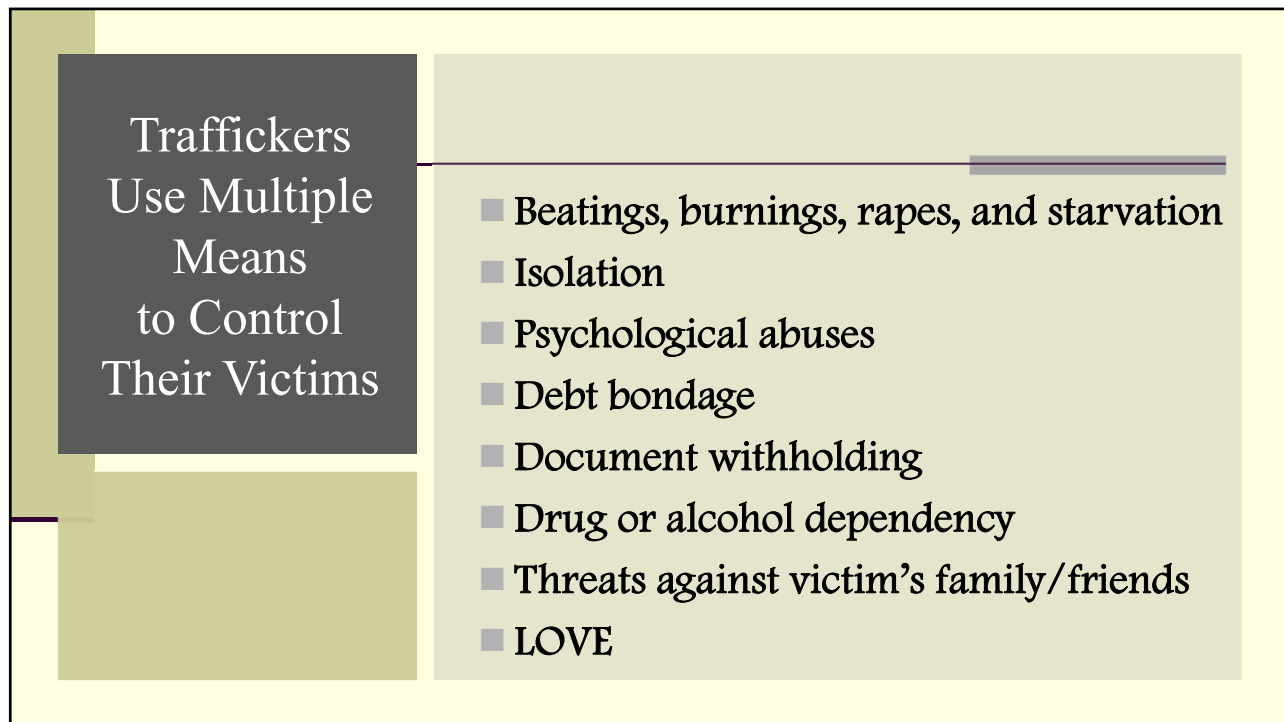 Traffickers
Use Multiple
Means
to Control
Their Victims
Beatings, burnings, rapes, and starvation
Isolation
Psychological abuses
Debt bondage
Document withholding
Drug or alcohol dependency
Threats against victim’s family/friends
LOVE